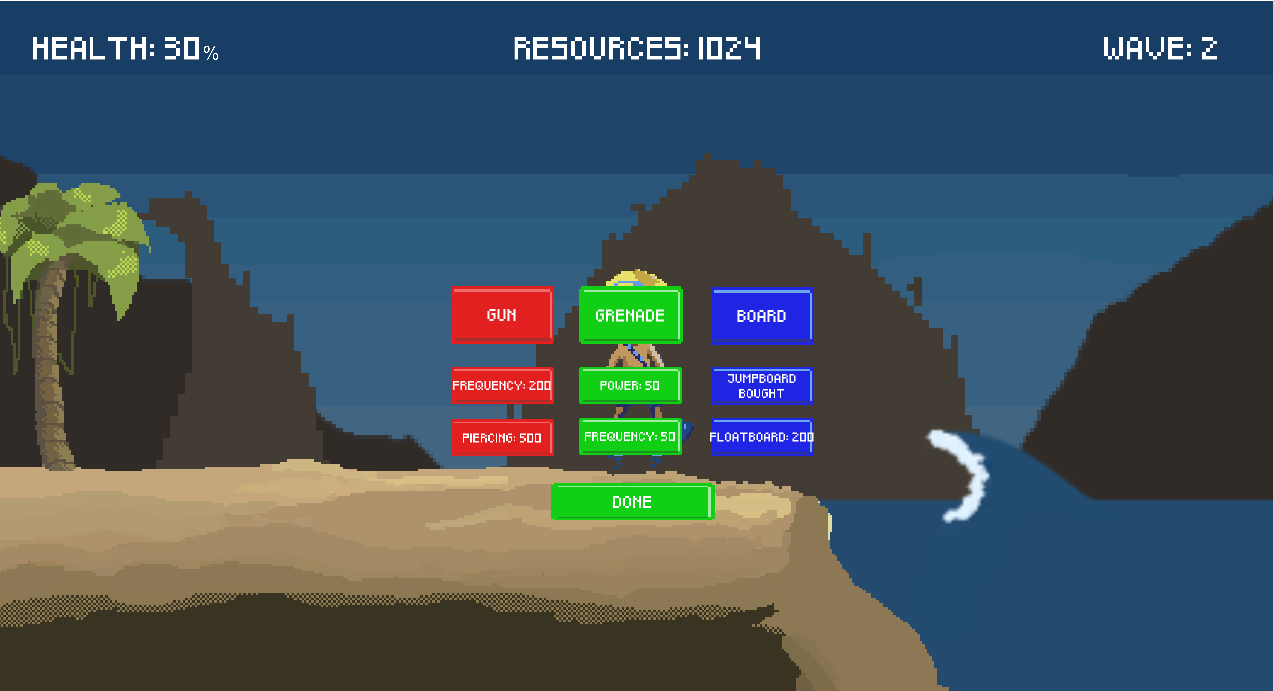 HEALTH: 30%
RESOURCES: 1024
WAVE: 2
GUN
GRENADE
BOARD
FREQUENCY: 200
POWER: 50
JUMPBOARD
BOUGHT
PIERCING: 500
FREQUENCY: 50
FLOATBOARD: 200
DONE